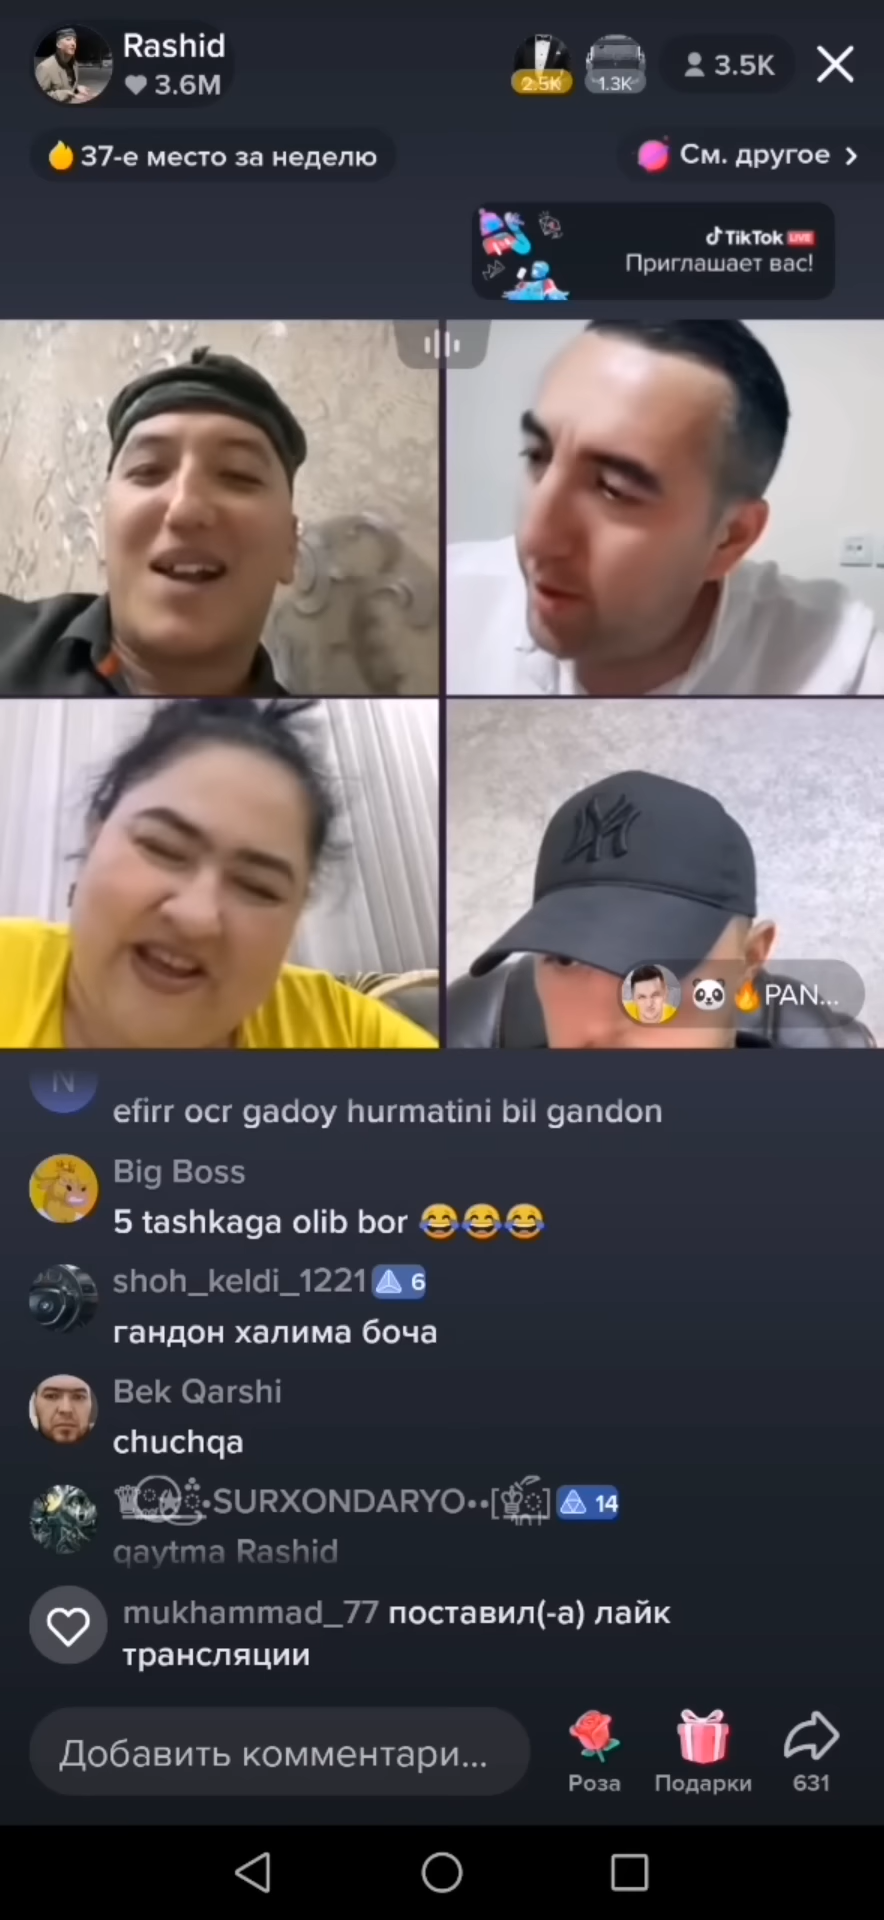 Rashid
3.6M
2.5K
1.3K
3.5K
37-е место за неделю
См. другое
TikTok LIVE
Приглашает вас!
PAN...
N
efirr ocr gadoy hurmatini bil gandon
Big Boss
5 tashkaga olib bor 😂😂😂
shoh_keldi_1221 6
гандон халима боча
Bek Qarshi
chuchqa
•SURXONDARYO••[ ] 14
qaytma Rashid
mukhammad_77 поставил(-а) лайк
трансляции
Добавить комментари...
Роза
Подарки
631